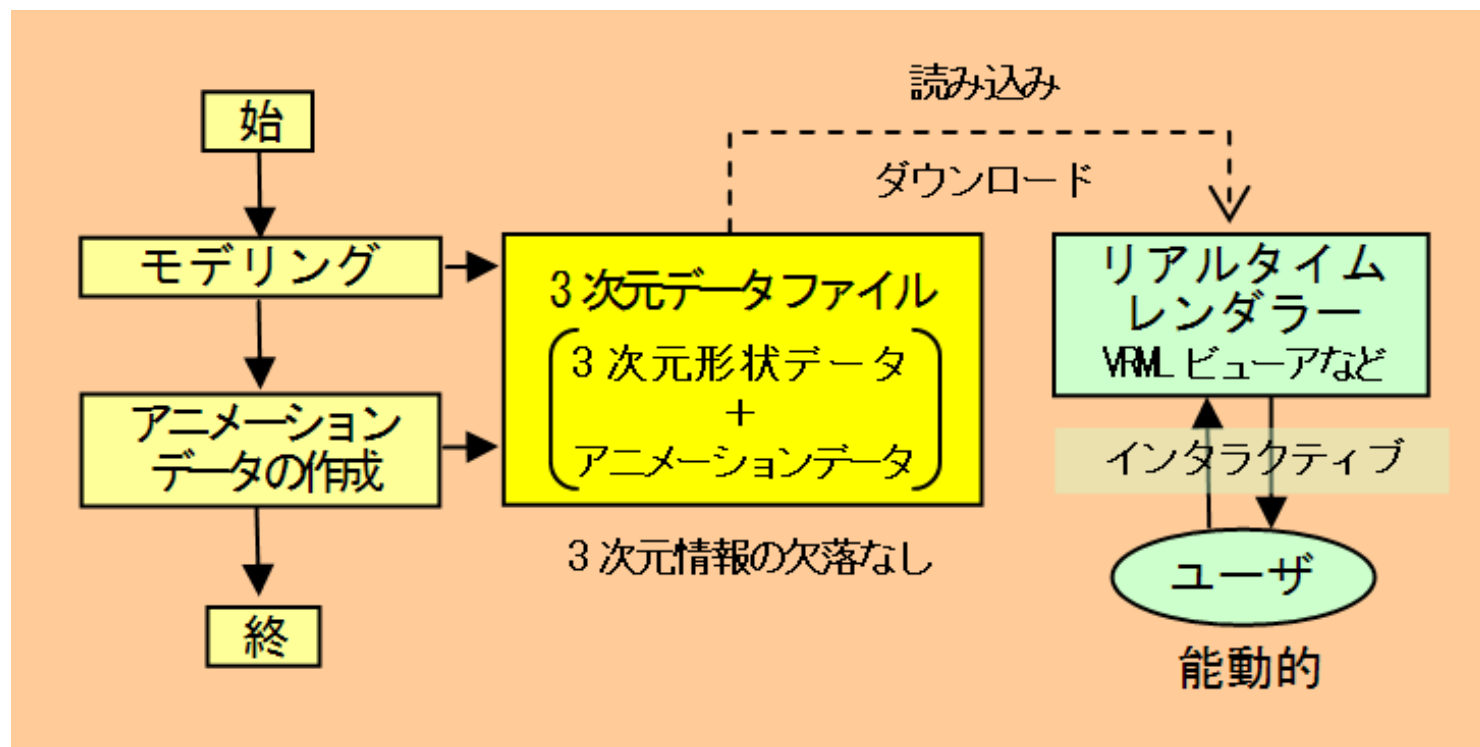 始
モデリング
アニメーション
データの作成
終
読み込み
ダウンロード
3次元データファイル
3次元形状データ
+
アニメーションデータ
3次元情報の欠落なし
リアルタイム
レンダラー
VRML ビューアなど
インタラクティブ
ユーザ
能動的